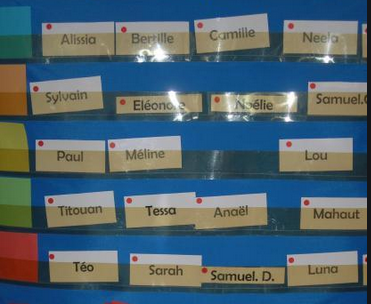 Alissia Bertille Camille Neela
Sylvain Eléonore Noélie Samuel.
Paul Méline Lou
Titouan Tessa Anaël Mahaut
Téo Sarah Samuel. D. Luna